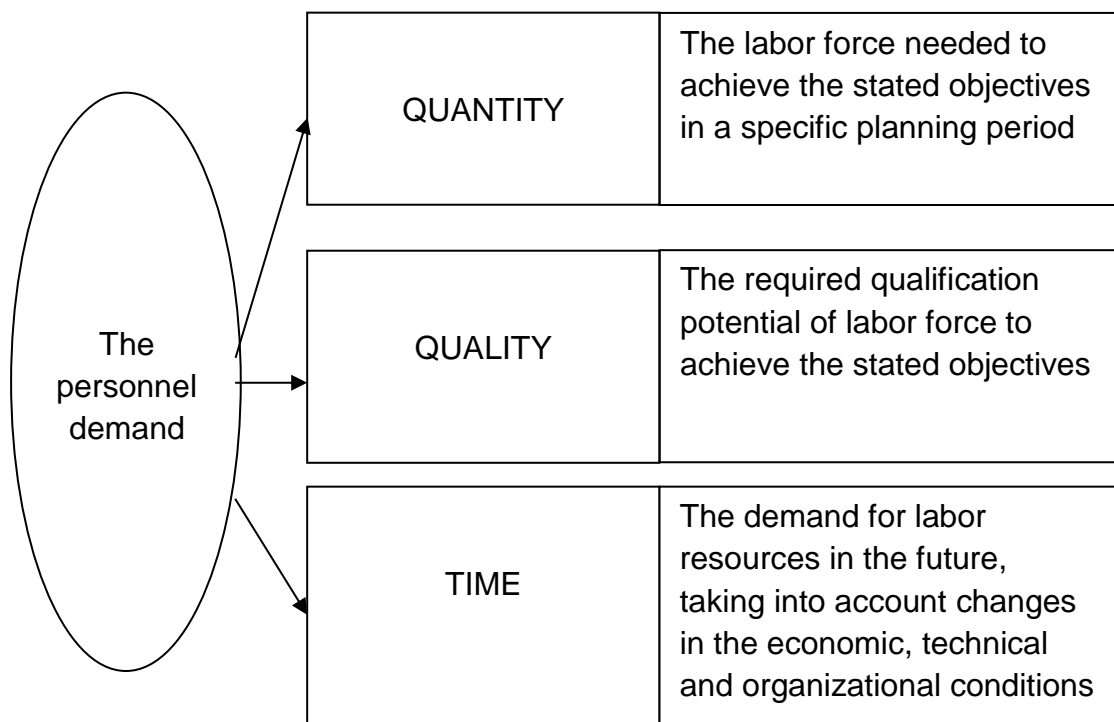 The
personnel
demand
QUANTITY
The labor force needed to
achieve the stated objectives
in a specific planning period
QUALITY
The required qualification
potential of labor force to
achieve the stated objectives
TIME
The demand for labor
resources in the future,
taking into account changes
in the economic, technical
and organizational conditions